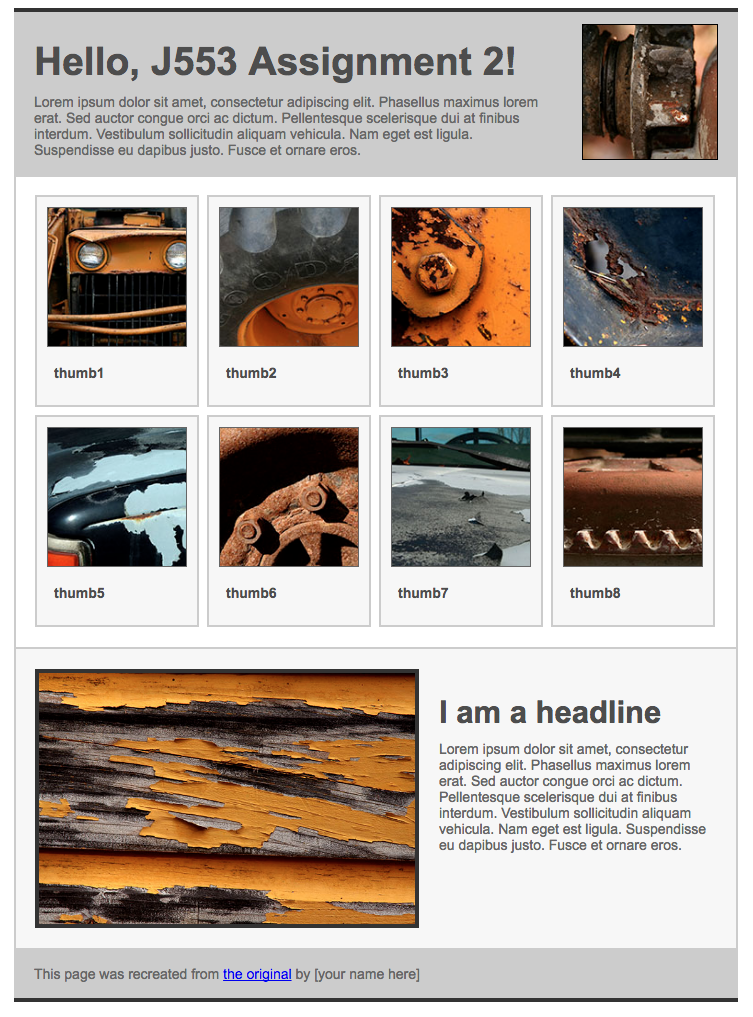 Hello, J553 Assignment 2!
Lorem ipsum dolor sit amet, consectetur adipiscing elit. Phasellus maximus lorem
erat. Sed auctor congue orci ac dictum. Pellentesque scelerisque dui at finibus
interdum. Vestibulum sollicitudin aliquam vehicula. Nam eget est ligula.
Suspendisse eu dapibus justo. Fusce et ornare eros.
thumb1
thumb2
thumb3
thumb4
thumb5
thumb6
thumb7
thumb8
I am a headline
Lorem ipsum dolor sit amet, consectetur
adipiscing elit. Phasellus maximus lorem
erat. Sed auctor congue orci ac dictum.
Pellentesque scelerisque dui at finibus
interdum. Vestibulum sollicitudin aliquam
vehicula. Nam eget est ligula. Suspendisse
eu dapibus justo. Fusce et ornare eros.
This page was recreated from the original by [your name here]